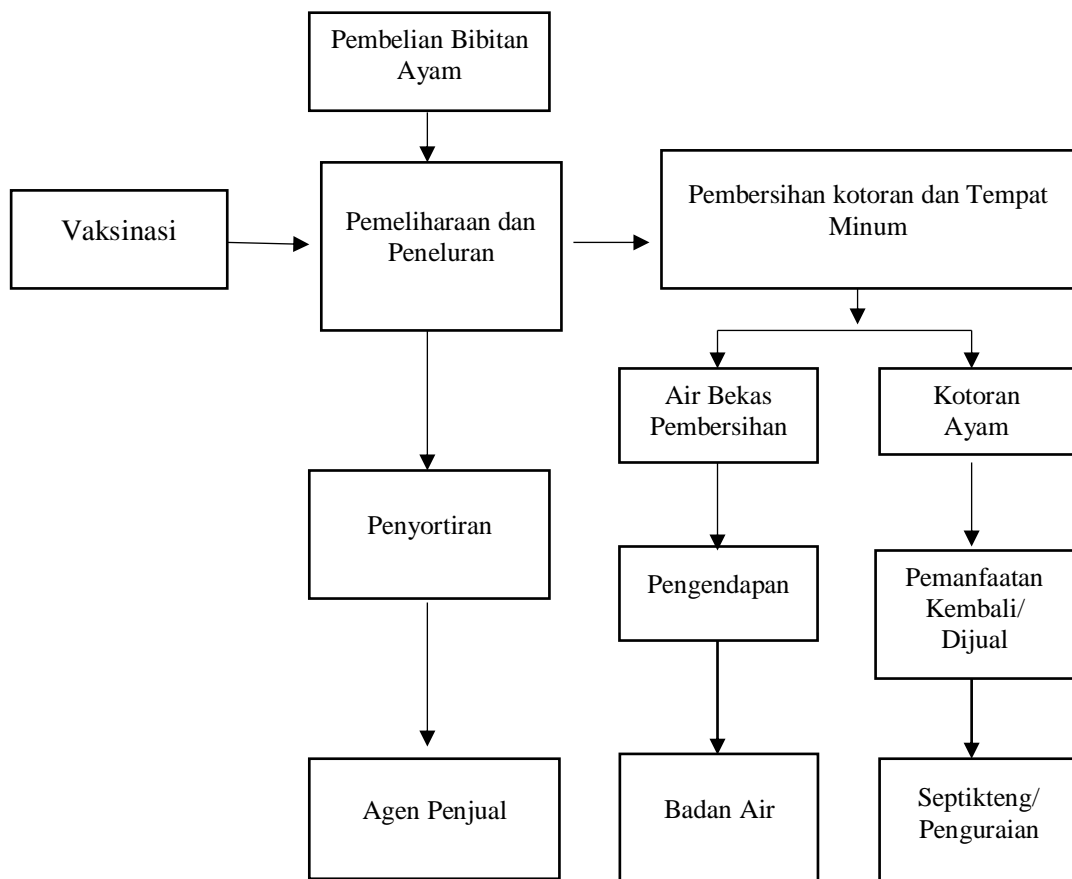 Pembelian Bibitan
Ayam
Vaksinasi
Pemeliharaan dan
Peneluran
Pembersihan kotoran dan Tempat
Minum
Air Bekas
Pembersihan
Kotoran
Ayam
Penyortiran
Pengendapan
Pemanfaatan
Kembali/
Dijual
Agen Penjual
Badan Air
Septikteng/
Penguraian